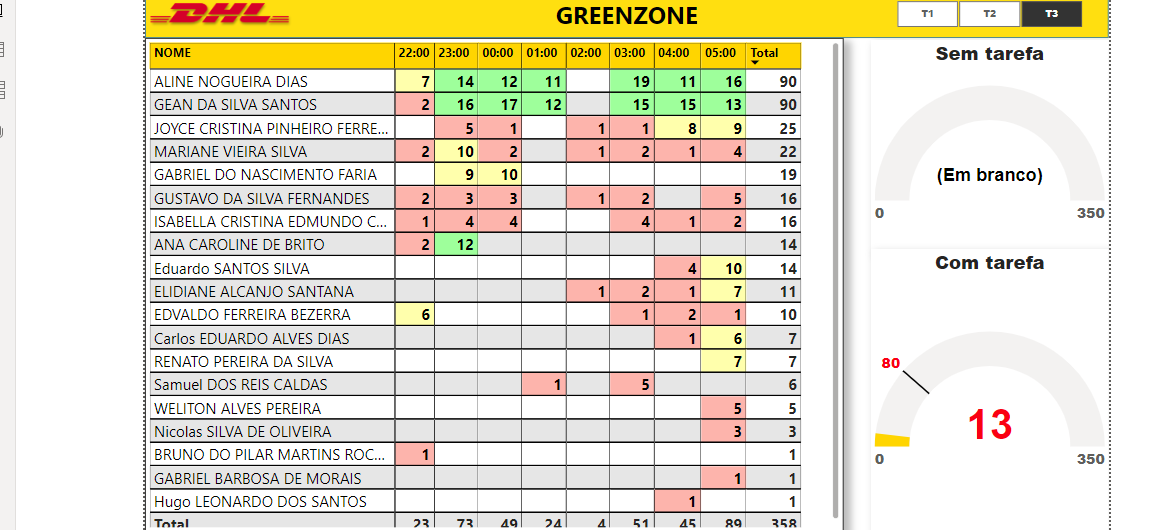 DHL
GREENZONE
T1 T2 T3
NOME 22:00 23:00 00:00 01:00 02:00 03:00 04:00 05:00 Total
ALINE NOGUEIRA DIAS 7 14 12 11 19 11 16 90
GEAN DA SILVA SANTOS 2 16 17 12 15 15 13 90
JOYCE CRISTINA PINHEIRO FERRE... 5 1 1 1 8 9 25
MARIANE VIEIRA SILVA 2 10 2 1 2 1 4 22
GABRIEL DO NASCIMENTO FARIA 9 10 19
GUSTAVO DA SILVA FERNANDES 2 3 3 1 2 5 16
ISABELLA CRISTINA EDMUNDO C... 1 4 4 4 1 2 16
ANA CAROLINE DE BRITO 2 12 14
Eduardo SANTOS SILVA 4 10 14
ELIDIANE ALCANJO SANTANA 1 2 1 7 11
EDVALDO FERREIRA BEZERRA 6 1 2 1 10
Carlos EDUARDO ALVES DIAS 1 6 7
RENATO PEREIRA DA SILVA 7 7
Samuel DOS REIS CALDAS 1 5 6
WELITON ALVES PEREIRA 5 5
Nicolas SILVA DE OLIVEIRA 3 3
BRUNO DO PILAR MARTINS ROC... 1 1
GABRIEL BARBOSA DE MORAIS 1 1
Hugo LEONARDO DOS SANTOS 1 1
Total 23 73 49 24 4 51 45 89 358
Sem tarefa
(Em branco)
0 350
Com tarefa
80
13
0 350